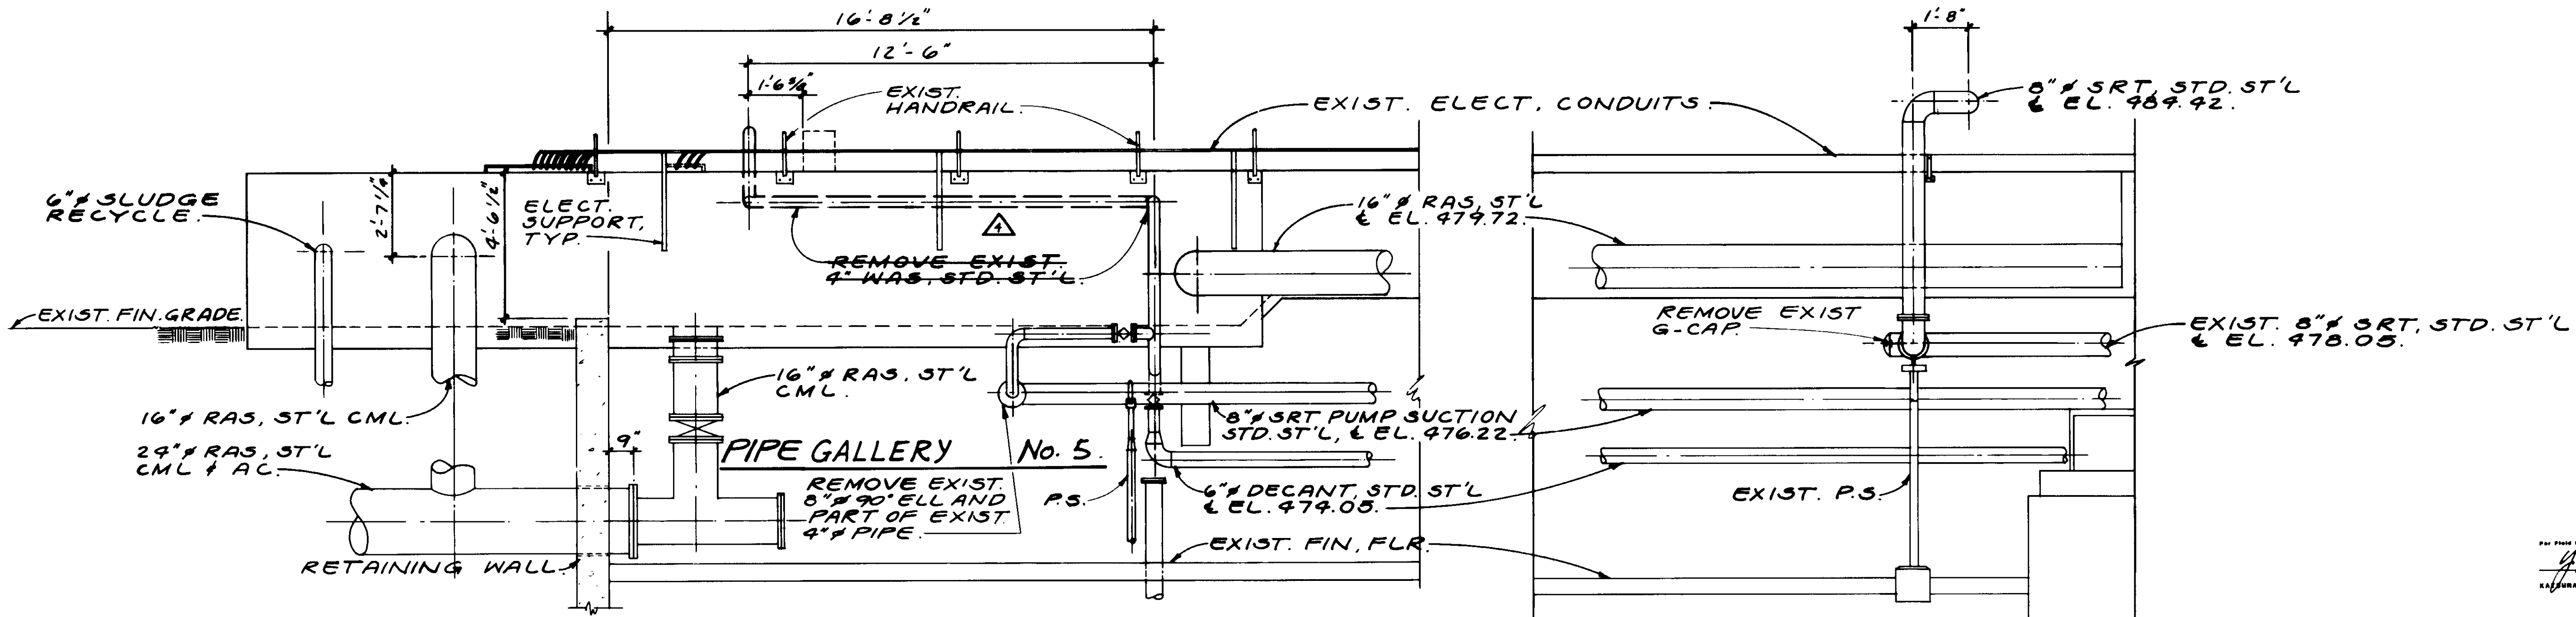 16'-8 1/2"
12'-6"
1'-8"
EXIST.
HANDRAIL.
EXIST. ELECT. CONDUITS
8"ø SRT, STD. ST'L
℄ EL. 484.42.
6"ø SLUDGE
RECYCLE.
2'-7 1/4"
4'-6 1/2"
ELECT.
SUPPORT,
TYP.
4
REMOVE EXIST.
4" WAS, STD. ST'L.
16"ø RAS, ST'L
℄ EL. 479.72.
EXIST. FIN. GRADE.
REMOVE EXIST
G-CAP.
EXIST. 8"ø SRT, STD. ST'L
℄ EL. 478.05.
16"ø RAS, ST'L
CML.
16"ø RAS, ST'L CML.
8"ø SRT PUMP SUCTION
STD. ST'L, ℄ EL. 476.22.
24"ø RAS, ST'L
CML & AC.
9"
PIPE GALLERY No. 5.
REMOVE EXIST.
8"ø 90° ELL AND
PART OF EXIST.
4"ø PIPE.
P.S.
6"ø DECANT, STD. ST'L
℄ EL. 474.05.
EXIST. P.S.
EXIST. FIN, FLR.
RETAINING WALL.